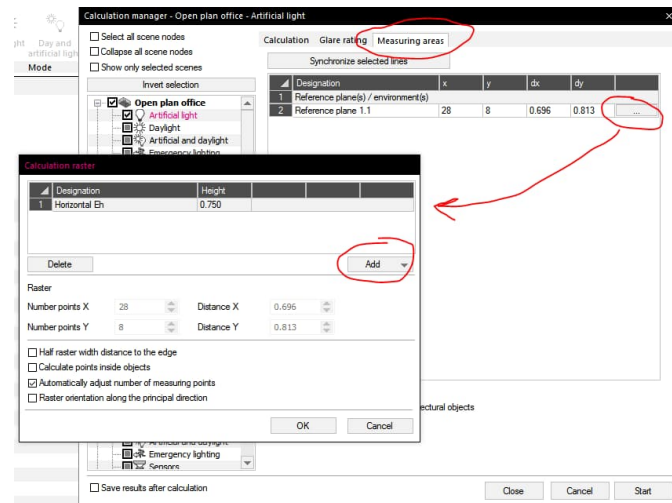 Calculation manager - Open plan office - Artificial light
ght Day and
artificial ligh
Mode
Select all scene nodes
Collapse all scene nodes
Show only selected scenes
Invert selection
Open plan office
Artificial light
Daylight
Artificial and daylight
Emergency lighting
Calculation Glare rating Measuring areas
Synchronize selected lines
Designation x y dx dy
1 Reference plane(s) / environment(s)
2 Reference plane 1.1 28 8 0.696 0.813 ...
Calculation raster
Designation Height
1 Horizontal Eh 0.750
Delete Add
Raster
Number points X 28 Distance X 0.696
Number points Y 8 Distance Y 0.813
Half raster width distance to the edge
Calculate points inside objects
Automatically adjust number of measuring points
Raster orientation along the principal direction
OK Cancel
ectural objects
Artificial and daylight
Emergency lighting
Sensors
Save results after calculation
Close Cancel Start